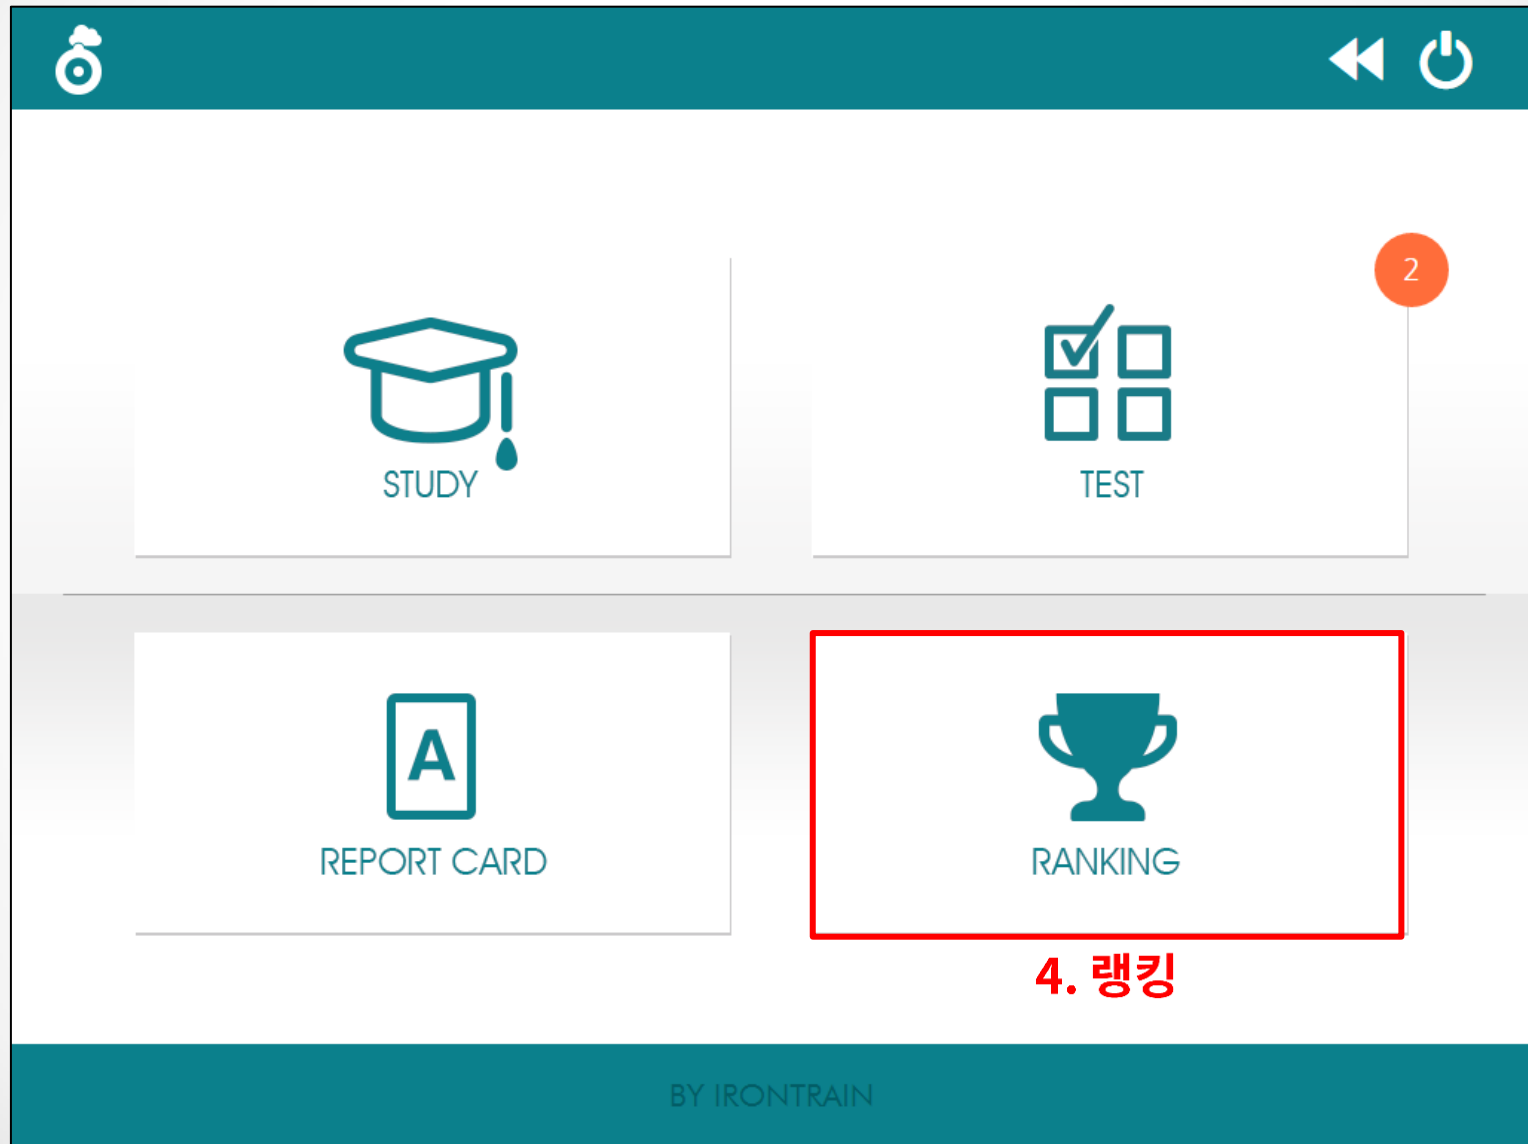 2
STUDY
TEST
A
REPORT CARD
RANKING
4. 랭킹
BY IRONTRAIN